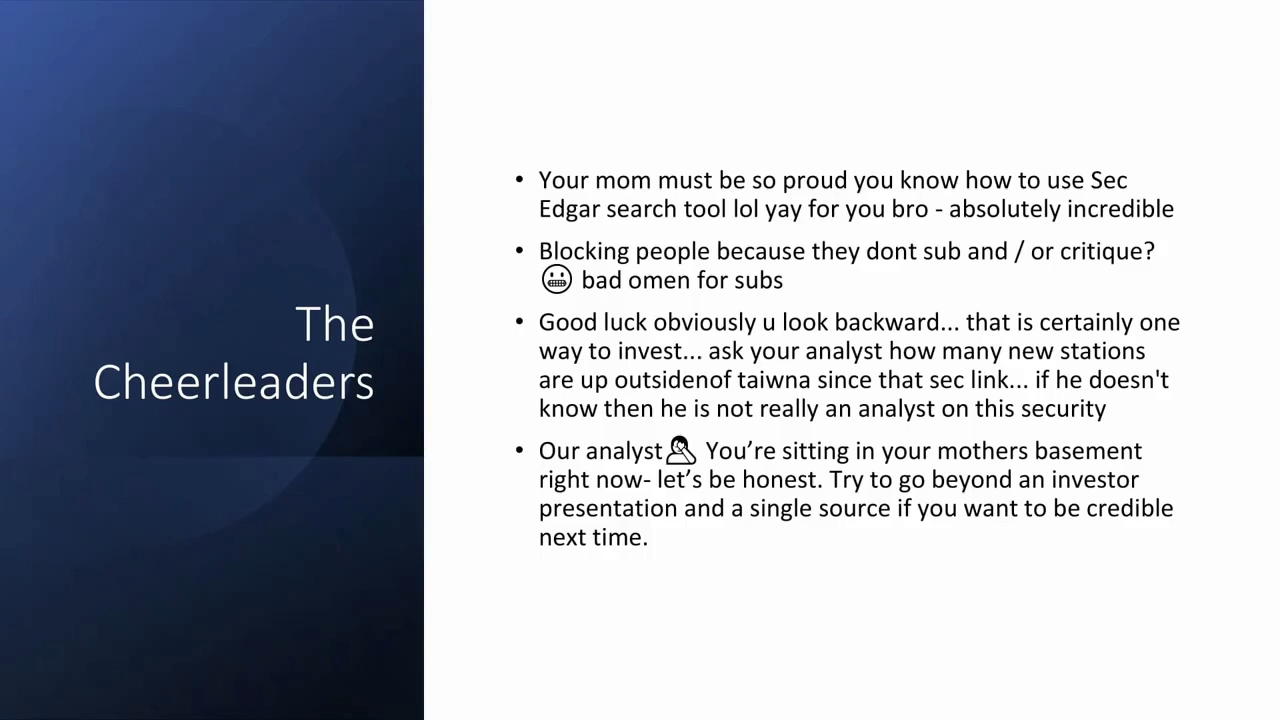 The
Cheerleaders
• Your mom must be so proud you know how to use Sec
Edgar search tool lol yay for you bro - absolutely incredible
• Blocking people because they dont sub and / or critique?
😬 bad omen for subs
• Good luck obviously u look backward... that is certainly one
way to invest... ask your analyst how many new stations
are up outsidenof taiwna since that sec link... if he doesn't
know then he is not really an analyst on this security
• Our analyst🤦 You’re sitting in your mothers basement
right now- let’s be honest. Try to go beyond an investor
presentation and a single source if you want to be credible
next time.